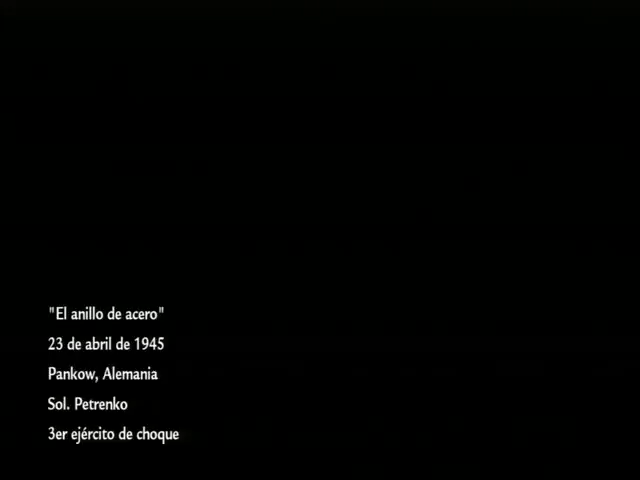 "El anillo de acero"
23 de abril de 1945
Pankow, Alemania
Sol. Petrenko
3er ejército de choque